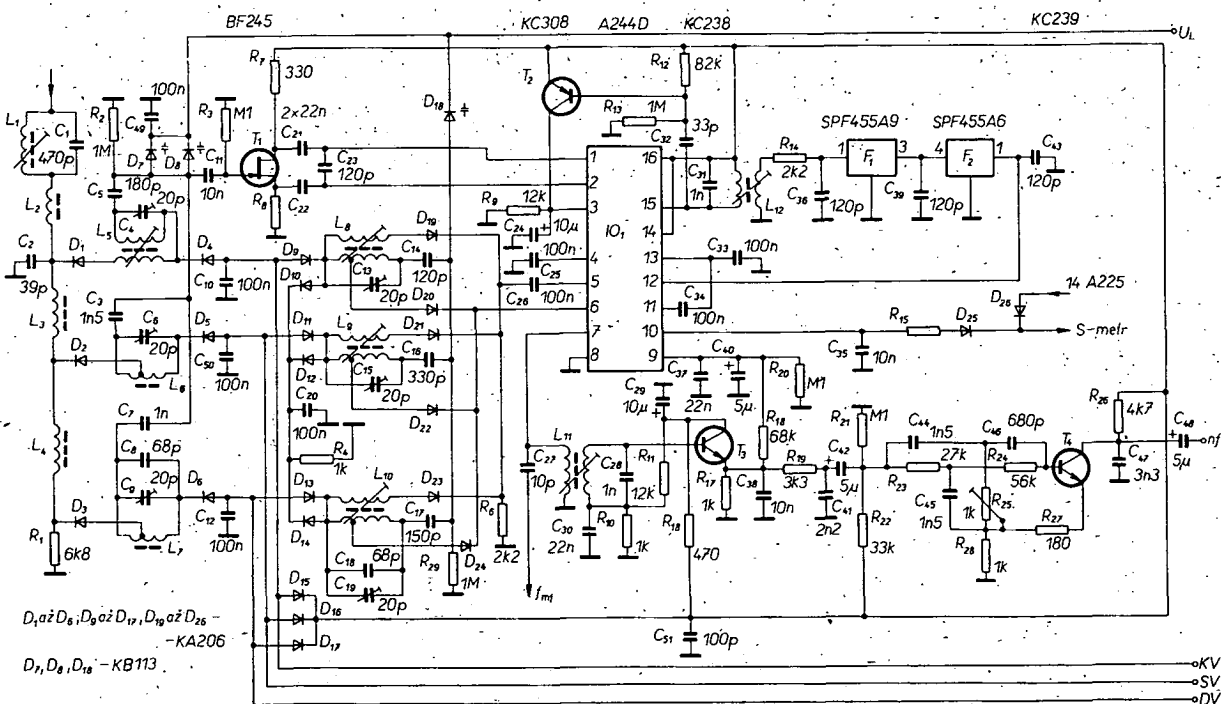 BF245 KC308 A244D KC238 KC239
UL
R7 330
100n
C49
R3 M1
R2 1M
L1 C1 470p
D7 D8
C11 10n
T1
2×22n
C21
C23 120p
C22
R8
D18
T2
R12 82k
R13 1M
33p
C32
R9 12k
C24 10μ
100n
C25
C26 100n
IO1
1 2 3 4 5 6 7 8
16 15 14 13 12 11 10 9
C31 1n
L12
R14 2k2
C36 120p
SPF455A9
1 F1 3
C39 120p
SPF455A6
4 F2 1
C43 120p
C33 100n
C34 100n
14 A225
D26
S-metr
R15 D25
C35 10n
180p
C5
20p
C4
L5
L2
C2 39p
D1
D4
C10 100n
L3
C3 1n5
C6 20p
D2
D5
L6
C50 100n
L4
C7 1n
C8 68p
C9 20p
D6
D3
L7
C12 100n
R1 6k8
D9
D10
L8
D19
C14 120p
C13 20p
D20
D11
D12
L9
D21
C16 330p
C15 20p
D22
C20 100n
R4 1k
D13
D14
L10
D23
C17 150p
D24
C18 68p
C19 20p
R29 1M
R6 2k2
D15
D16
D17
C27 10p
L11
C28 1n
C30 22n
R10 1k
R11 12k
C29 10μ
fmf
T3
R17 1k
R18 470
C38 10n
C37 22n
C40 5μ
R18 68k
R20 M1
R19 3k3
C42 5μ
C41 2n2
R21 M1
R22 33k
C44 1n5
27k
R23
C45 1n5
C46 680p
R24 56k
R25 1k
R28 1k
R27 180
T4
R26 4k7
C48 5μ
nf
C47 3n3
C51 100p
D1 až D6; D9 až D17, D19 až D26 -
-KA206
D7, D8, D18 -KB113
KV
SV
DV